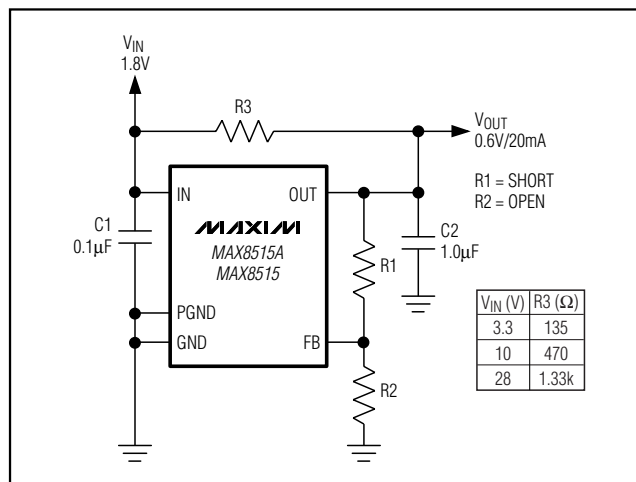 VIN
1.8V
R3
VOUT
0.6V/20mA
R1 = SHORT
R2 = OPEN
IN
OUT
C1
0.1µF
MAXIM
MAX8515A
MAX8515
R1
C2
1.0µF
PGND
GND
FB
R2
VIN (V) R3 (Ω)
3.3 135
10 470
28 1.33k